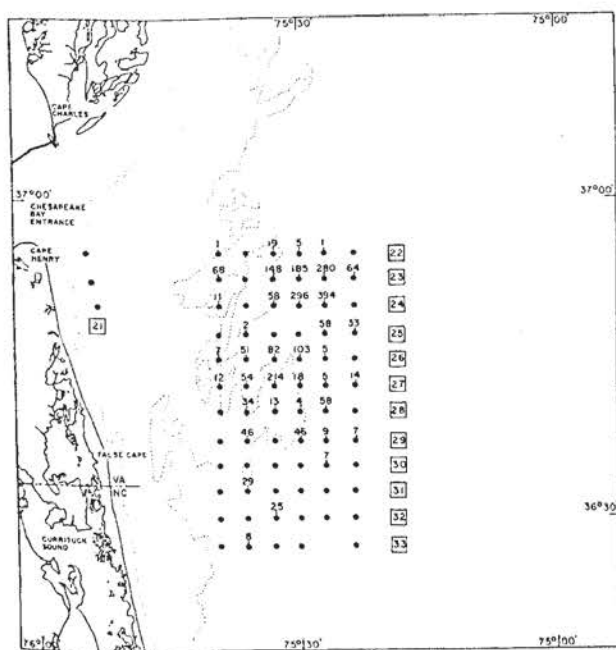 75°30' 75°00'
CAPE
CHARLES
37°00' 37°00'
CHESAPEAKE
BAY
ENTRANCE
CAPE
HENRY
1 19 5 1 22
68 148 185 280 64 23
11 58 296 394 24
21
2 58 33 25
7 51 82 103 5 26
12 54 214 18 5 14 27
34 13 4 58 28
46 46 9 7 29
FALSE CAPE
7 30
VA
NC
29 31
25 32
36°30'
CURRITUCK
SOUND
8 33
76°00' 75°30' 75°00'